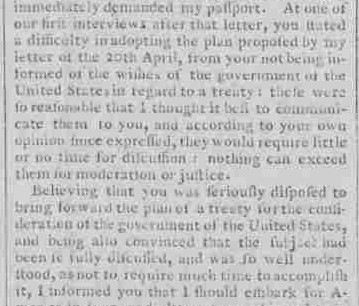 immediately demanded my paſſport. At one of
our firſt interviews after that letter, you ſtated
a difficulty in adopting the plan propoſed by my
letter of the 20th April, from your not being in-
formed of the wiſhes of the government of the
United States in regard to a treaty: theſe were
ſo reaſonable that I thought it beſt to communi-
cate them to you, and according to your own
opinion ſince expreſſed, they would require little
or no time for diſcuſſion: nothing can exceed
them for moderation or juſtice.
Believing that you was ſeriouſly diſpoſed to
bring forward the plan of a treaty for the conſi-
deration of the government of the United States,
and being alſo convinced that the ſubject had
been ſo fully diſcuſſed, and was ſo well under-
ſtood, as not to require much time to accompliſh
it, I informed you that I ſhould embark for A-